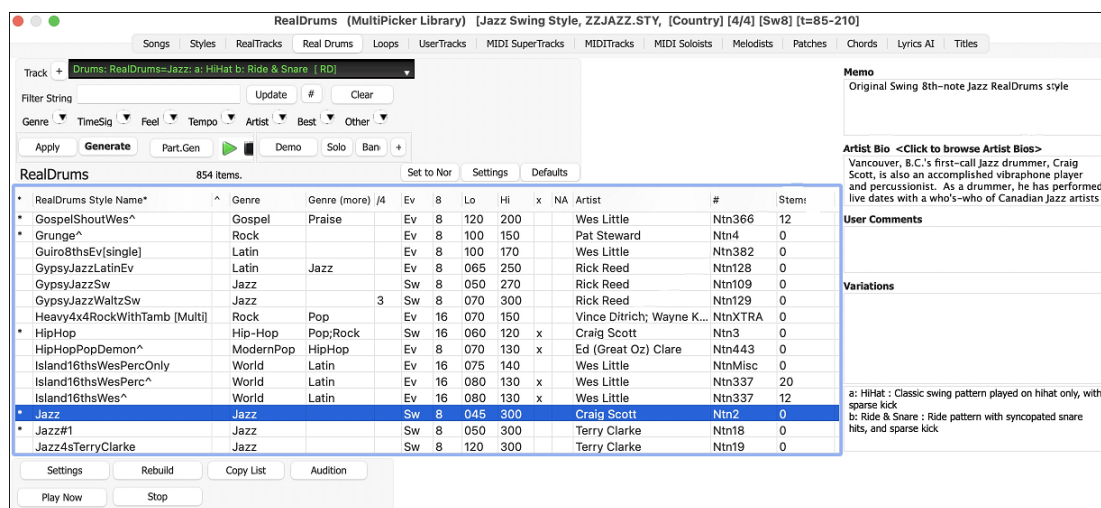 RealDrums (MultiPicker Library) [Jazz Swing Style, ZZJAZZ.STY, [Country] [4/4] [Sw8] [t=85-210]
Songs Styles RealTracks Real Drums Loops UserTracks MIDI SuperTracks MIDITracks MIDI Soloists Melodists Patches Chords Lyrics AI Titles
Track + Drums: RealDrums=Jazz: a: HiHat b: Ride & Snare [ RD]
Filter String Update # Clear
Genre TimeSig Feel Tempo Artist Best Other
Apply Generate Part.Gen Demo Solo Ban +
RealDrums 854 items. Set to Nor Settings Defaults
* RealDrums Style Name* ^ Genre Genre (more) /4 Ev 8 Lo Hi x NA Artist # Stems
* GospelShoutWes^ Gospel Praise Ev 8 120 200 Wes Little Ntn366 12
* Grunge^ Rock Ev 8 100 150 Pat Steward Ntn4 0
Guiro8thsEv[single] Latin Ev 8 100 170 Wes Little Ntn382 0
GypsyJazzLatinEv Latin Jazz Ev 8 065 250 Rick Reed Ntn128 0
GypsyJazzSw Jazz Sw 8 050 270 Rick Reed Ntn109 0
GypsyJazzWaltzSw Jazz 3 Sw 8 070 300 Rick Reed Ntn129 0
Heavy4x4RockWithTamb [Multi] Rock Pop Ev 16 070 150 Vince Ditrich; Wayne K... NtnXTRA 0
* HipHop Hip-Hop Pop;Rock Sw 16 060 120 x Craig Scott Ntn3 0
HipHopPopDemon^ ModernPop HipHop Ev 8 070 130 x Ed (Great Oz) Clare Ntn443 0
Island16thsWesPercOnly World Latin Ev 16 075 140 Wes Little NtnMisc 0
Island16thsWesPerc^ World Latin Ev 16 080 130 x Wes Little Ntn337 20
Island16thsWes^ World Latin Ev 16 080 130 x Wes Little Ntn337 12
* Jazz Jazz Sw 8 045 300 Craig Scott Ntn2 0
* Jazz#1 Jazz Sw 8 050 300 Terry Clarke Ntn18 0
Jazz4sTerryClarke Jazz Sw 8 120 300 Terry Clarke Ntn19 0
Settings Rebuild Copy List Audition
Play Now Stop
Memo
Original Swing 8th-note Jazz RealDrums style
Artist Bio <Click to browse Artist Bios>
Vancouver, B.C.'s first-call Jazz drummer, Craig
Scott, is also an accomplished vibraphone player
and percussionist. As a drummer, he has performed
live dates with a who's-who of Canadian Jazz artists
User Comments
Variations
a: HiHat : Classic swing pattern played on hihat only, with
sparse kick
b: Ride & Snare : Ride pattern with syncopated snare
hits, and sparse kick